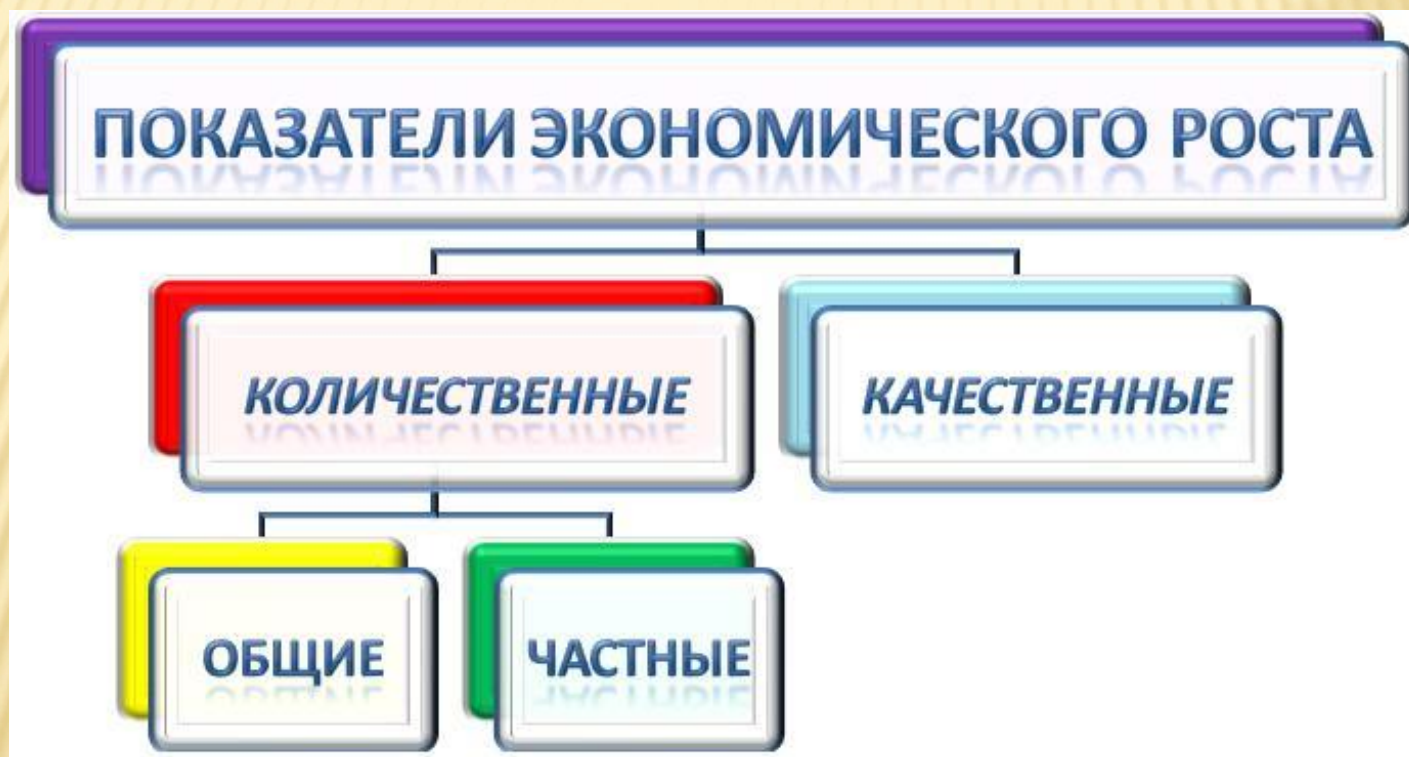 ПОКАЗАТЕЛИ ЭКОНОМИЧЕСКОГО РОСТА
КОЛИЧЕСТВЕННЫЕ
КАЧЕСТВЕННЫЕ
ОБЩИЕ
ЧАСТНЫЕ